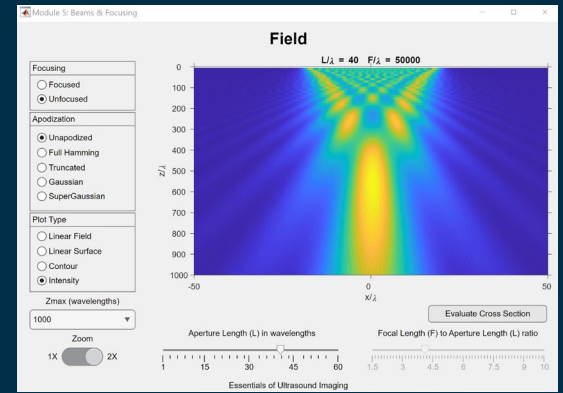 Module 5: Beams & Focusing
Field
L/λ = 40 F/λ = 50000
Focusing
Focused
Unfocused
Apodization
Unapodized
Full Hamming
Truncated
Gaussian
SuperGaussian
Plot Type
Linear Field
Linear Surface
Contour
Intensity
Zmax (wavelengths)
1000
Zoom
1X 2X
z/λ
0
100
200
300
400
500
600
700
800
900
1000
-50 0 50
x/λ
Evaluate Cross Section
Aperture Length (L) in wavelengths
1 15 30 45 60
Focal Length (F) to Aperture Length (L) ratio
1.5 3 4.5 6 7.5 9 10
Essentials of Ultrasound Imaging